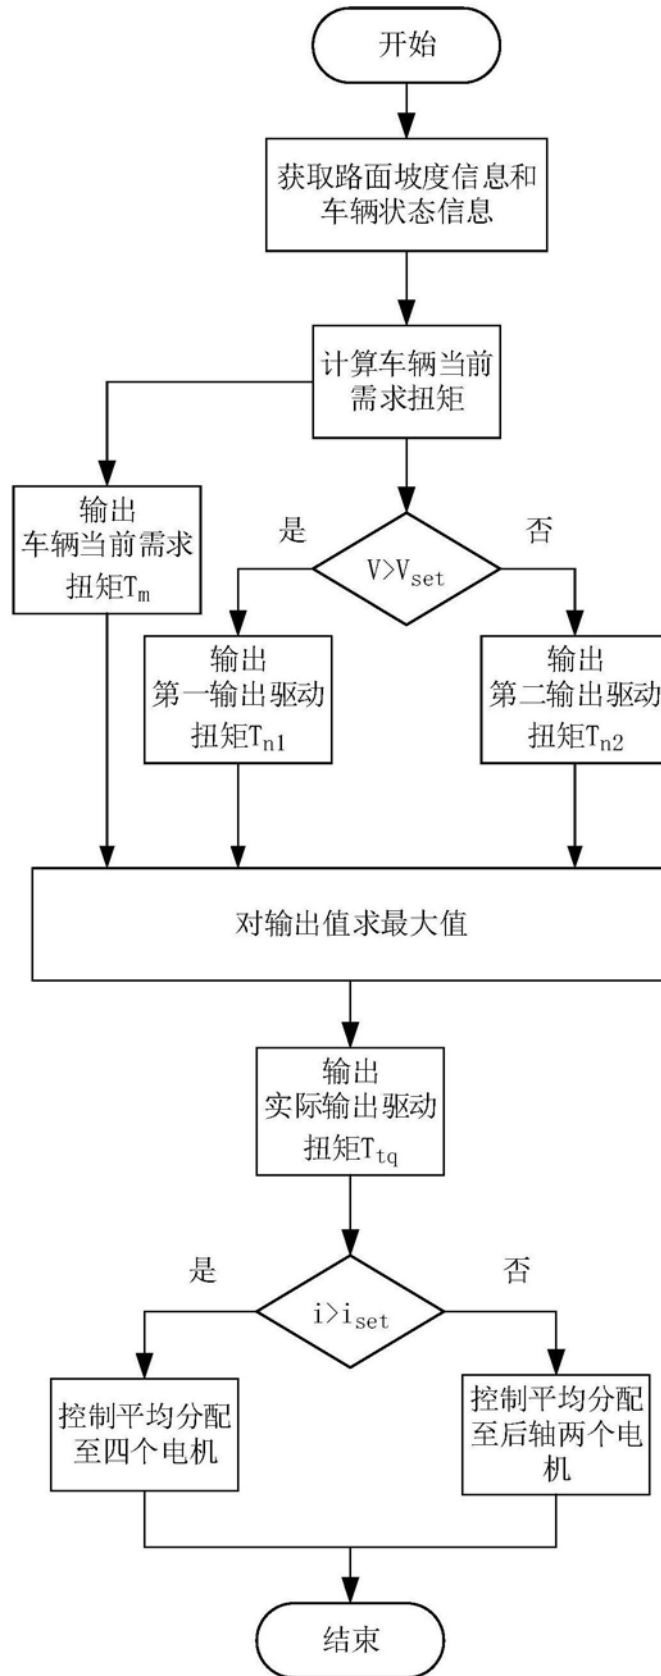 开始
获取路面坡度信息和
车辆状态信息
计算车辆当前
需求扭矩
输出
车辆当前需求
扭矩Tm
是
V>Vset
否
输出
第一输出驱动
扭矩Tn1
输出
第二输出驱动
扭矩Tn2
对输出值求最大值
输出
实际输出驱动
扭矩Ttq
是
i>iset
否
控制平均分配
至四个电机
控制平均分配
至后轴两个电
机
结束